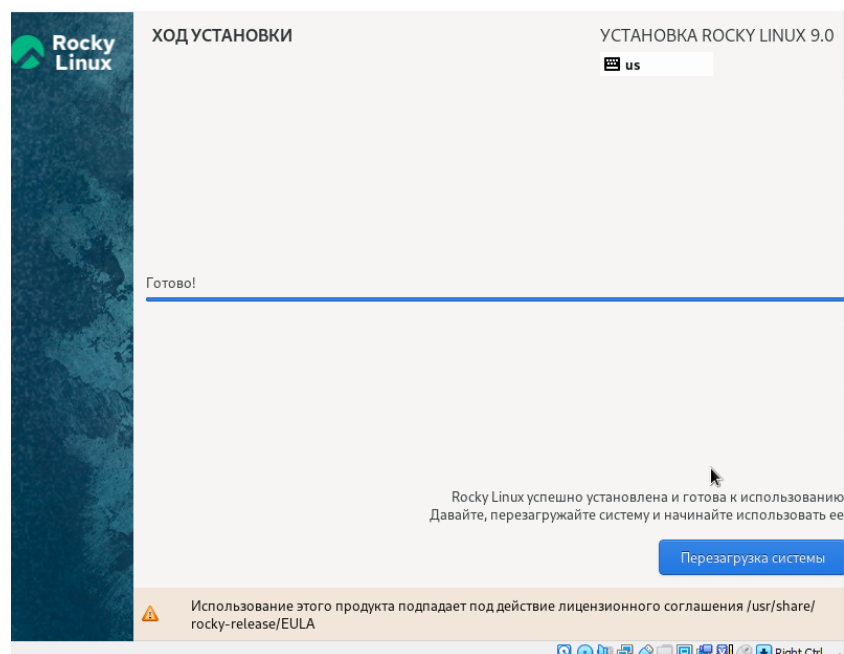 Rocky
Linux
ХОД УСТАНОВКИ
УСТАНОВКА ROCKY LINUX 9.0
us
Готово!
Rocky Linux успешно установлена и готова к использованию
Давайте, перезагружайте систему и начинайте использовать ее
Перезагрузка системы
Использование этого продукта подпадает под действие лицензионного соглашения /usr/share/
rocky-release/EULA
Right Ctrl